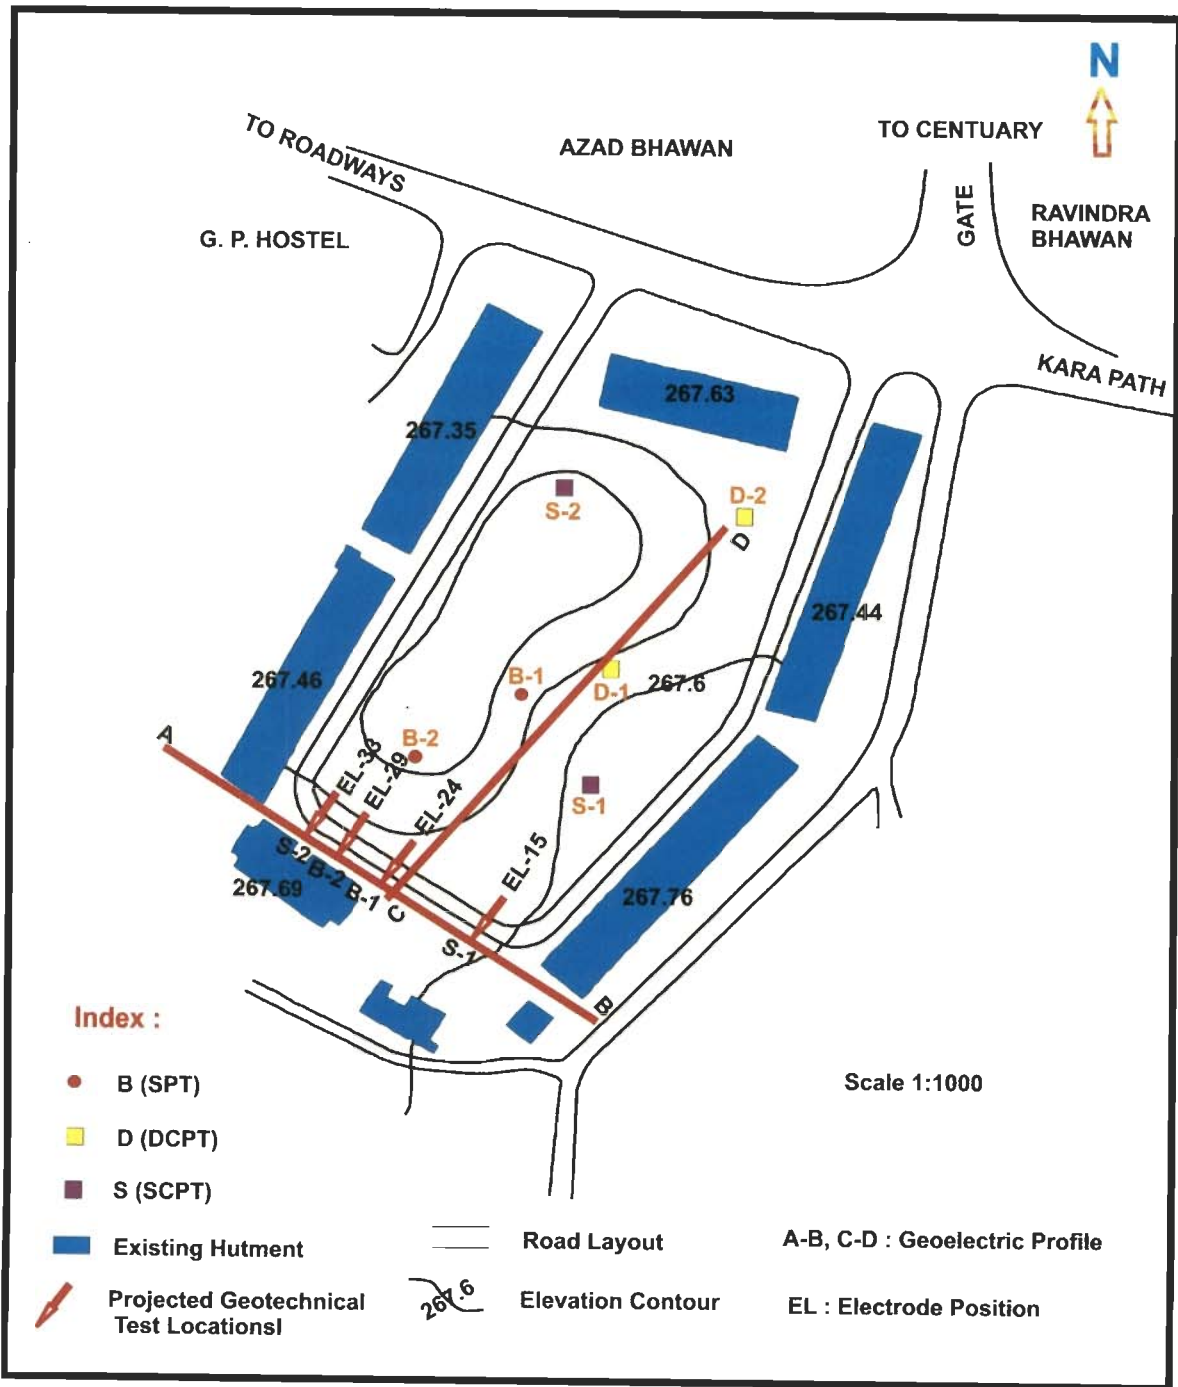 N
TO ROADWAYS
AZAD BHAWAN
TO CENTUARY
GATE
RAVINDRA
BHAWAN
G. P. HOSTEL
KARA PATH
267.63
267.35
S-2
D-2
D
267.44
267.46
B-1
D-1
267.6
A
B-2
EL-33
EL-29
EL-24
S-1
EL-15
S-2
B-2
B-1
C
267.69
267.76
S-1
B
Index :
B (SPT)
Scale 1:1000
D (DCPT)
S (SCPT)
Existing Hutment
Road Layout
A-B, C-D : Geoelectric Profile
Projected Geotechnical
Test Locationsl
267.6
Elevation Contour
EL : Electrode Position